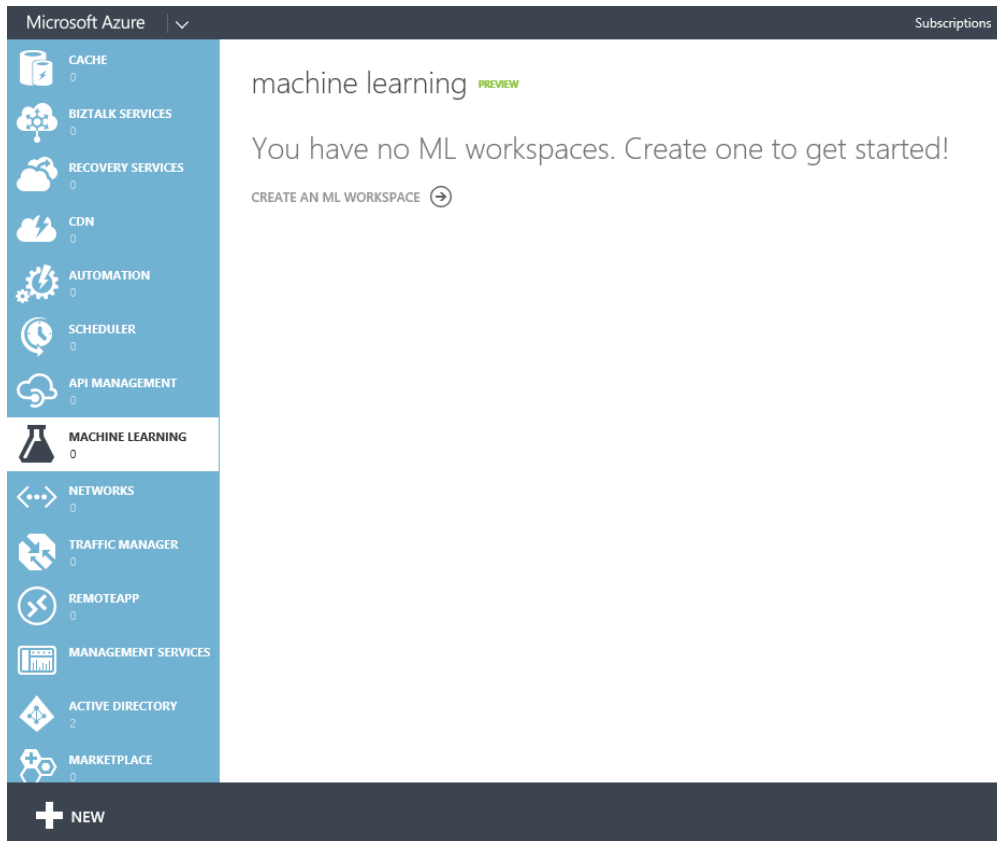 Microsoft Azure
Subscriptions
CACHE
0
BIZTALK SERVICES
0
RECOVERY SERVICES
0
CDN
0
AUTOMATION
0
SCHEDULER
0
API MANAGEMENT
0
MACHINE LEARNING
0
NETWORKS
0
TRAFFIC MANAGER
0
REMOTEAPP
0
MANAGEMENT SERVICES
ACTIVE DIRECTORY
2
MARKETPLACE
0
machine learning PREVIEW
You have no ML workspaces. Create one to get started!
CREATE AN ML WORKSPACE
NEW